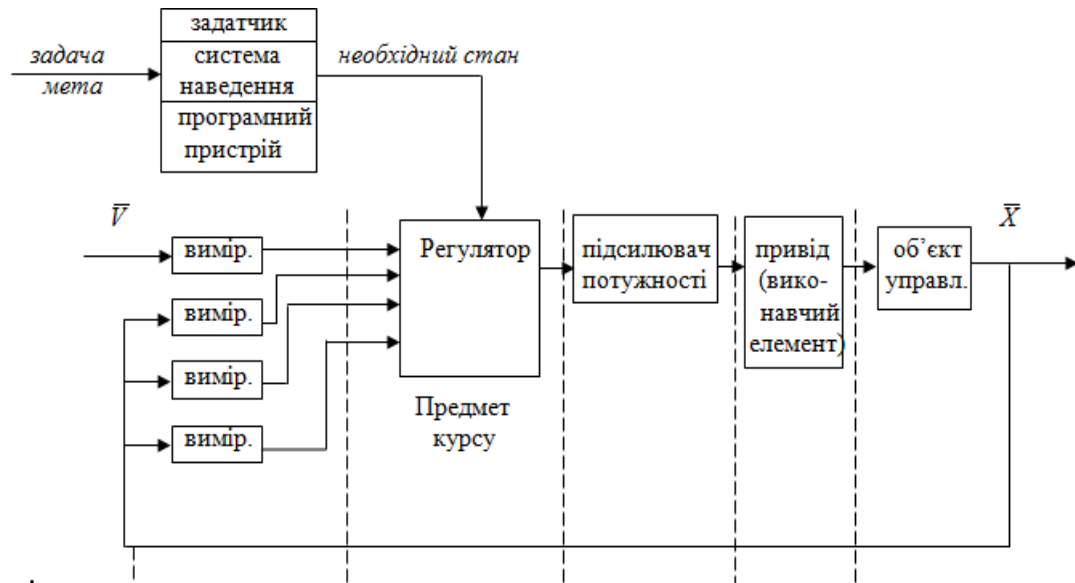 задатчик
задача
мета
система
наведення
необхідний стан
програмний
пристрій
V̅
X̅
вимір.
Регулятор
підсилювач
потужності
привід
(вико-
навчий
елемент)
об’єкт
управл.
вимір.
вимір.
вимір.
Предмет
курсу